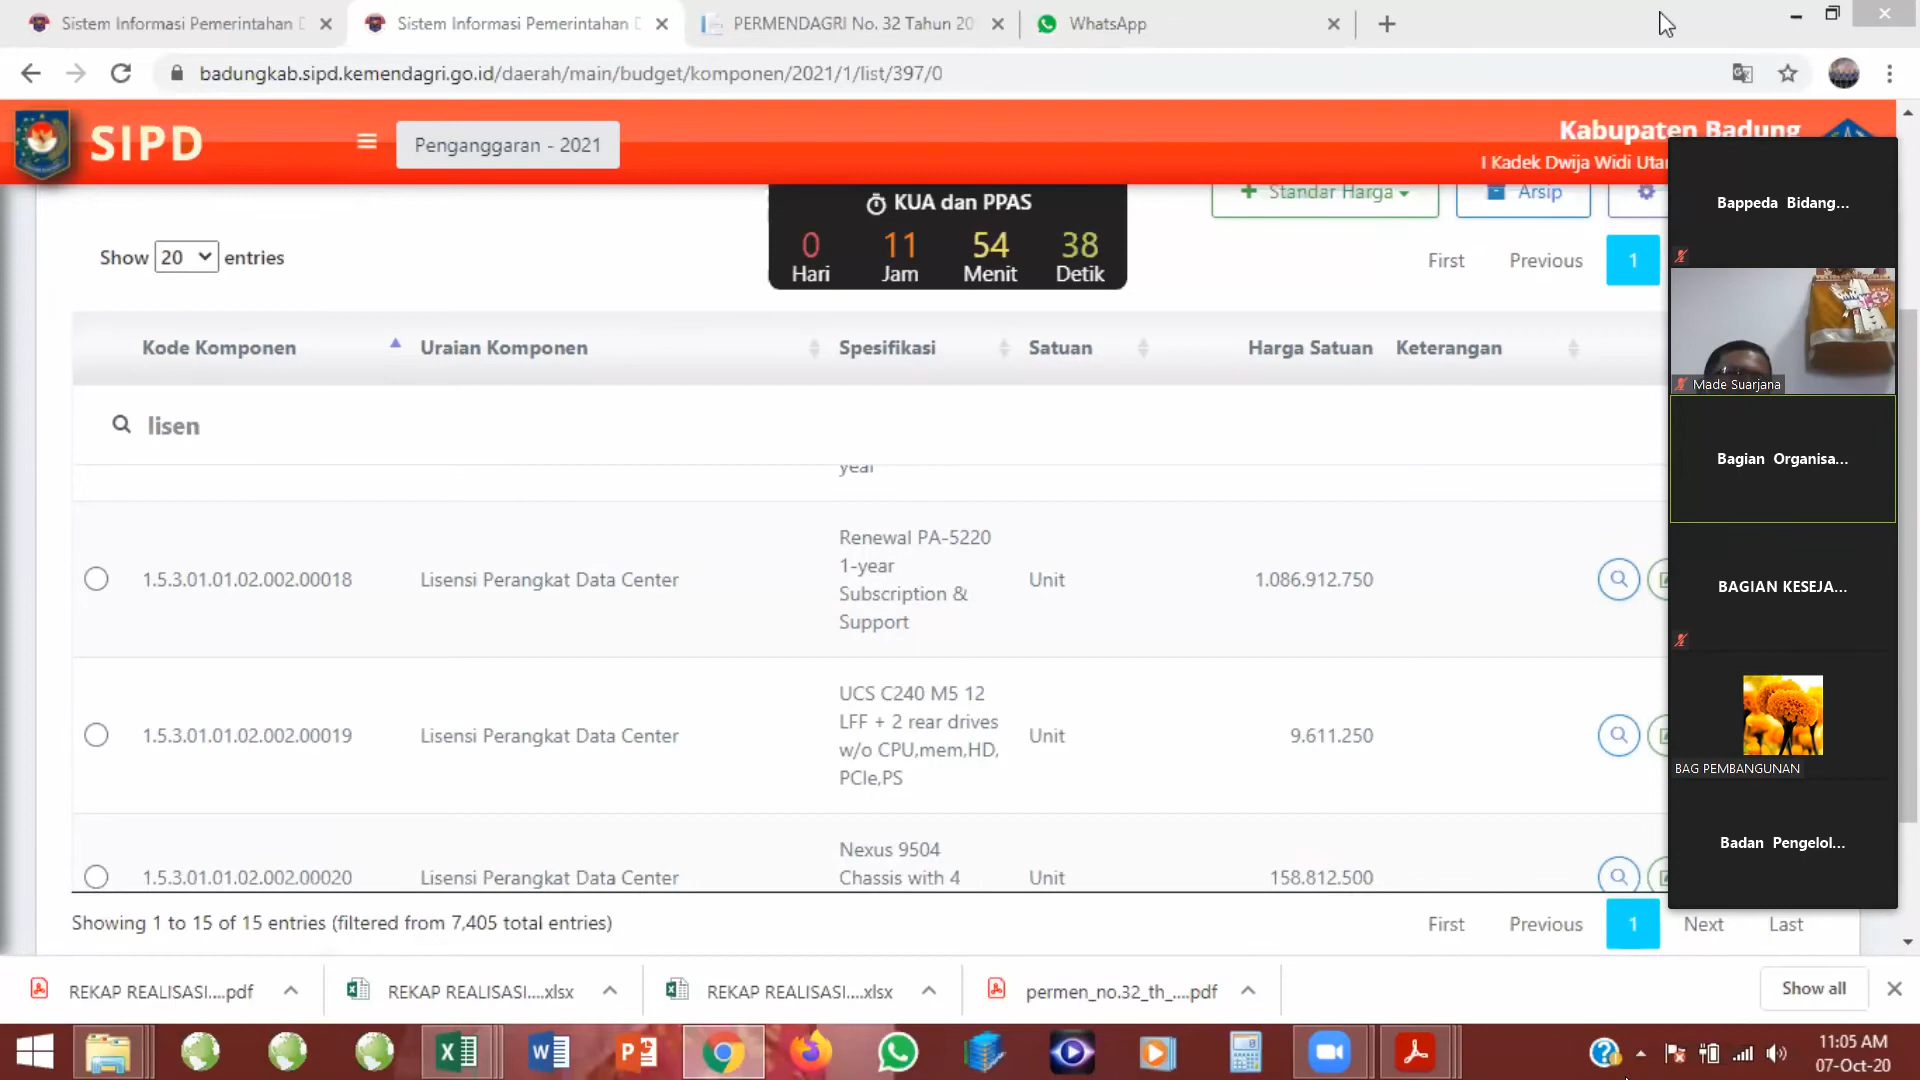 Sistem Informasi Pemerintahan D
Sistem Informasi Pemerintahan D
PERMENDAGRI No. 32 Tahun 20
WhatsApp
badungkab.sipd.kemendagri.go.id/daerah/main/budget/komponen/2021/1/list/397/0
SIPD
Penganggaran - 2021
Kabupaten Badung
I Kadek Dwija Widi Utar
+ Standar Harga
Arsip
KUA dan PPAS
0 11 54 38
Hari Jam Menit Detik
Show 20 entries
First Previous 1
Kode Komponen Uraian Komponen Spesifikasi Satuan Harga Satuan Keterangan
lisen
year
1.5.3.01.01.02.002.00018 Lisensi Perangkat Data Center Renewal PA-5220 Unit 1.086.912.750
1-year
Subscription &
Support
1.5.3.01.01.02.002.00019 Lisensi Perangkat Data Center UCS C240 M5 12 Unit 9.611.250
LFF + 2 rear drives
w/o CPU,mem,HD,
PCIe,PS
1.5.3.01.01.02.002.00020 Lisensi Perangkat Data Center Nexus 9504 Unit 158.812.500
Chassis with 4
Showing 1 to 15 of 15 entries (filtered from 7,405 total entries)
First Previous 1 Next Last
Bappeda Bidang...
Made Suarjana
Bagian Organisa...
BAGIAN KESEJA...
BAG PEMBANGUNAN
Badan Pengelol...
REKAP REALISASI....pdf
REKAP REALISASI....xlsx
REKAP REALISASI....xlsx
permen_no.32_th_....pdf
Show all
11:05 AM
07-Oct-20